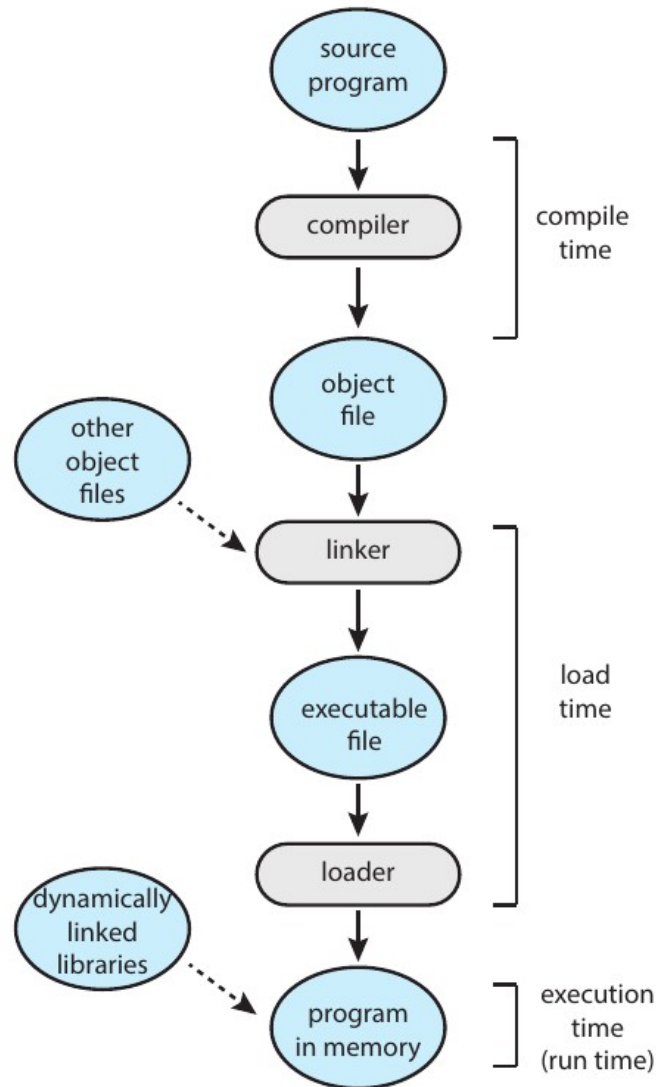 source
program
compiler
compile
time
object
file
other
object
files
linker
executable
file
load
time
loader
dynamically
linked
libraries
program
in memory
execution
time
(run time)